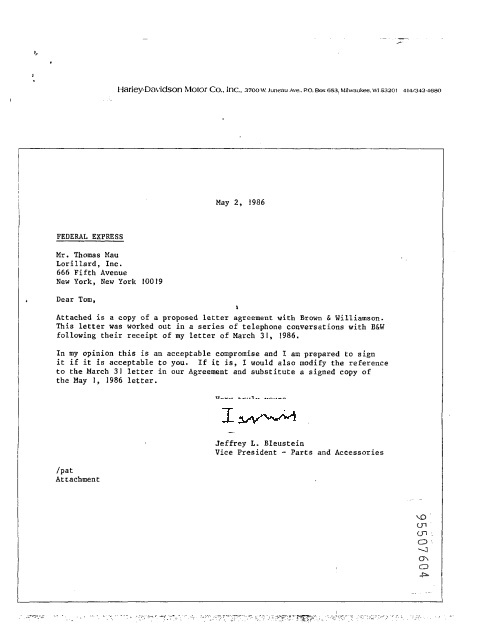 Harley-Davidson Motor Co., Inc., 3700 W. Juneau Ave., P.O. Box 653, Milwaukee, WI 53201 414/342-4680
May 2, 1986
FEDERAL EXPRESS
Mr. Thomas Mau
Lorillard, Inc.
666 Fifth Avenue
New York, New York 10019
Dear Tom,
Attached is a copy of a proposed letter agreement with Brown & Williamson.
This letter was worked out in a series of telephone conversations with B&W
following their receipt of my letter of March 31, 1986.
In my opinion this is an acceptable compromise and I am prepared to sign
it if it is acceptable to you. If it is, I would also modify the reference
to the March 31 letter in our Agreement and substitute a signed copy of
the May 1, 1986 letter.
Jeffrey L. Bleustein
Vice President - Parts and Accessories
/pat
Attachment
95507604